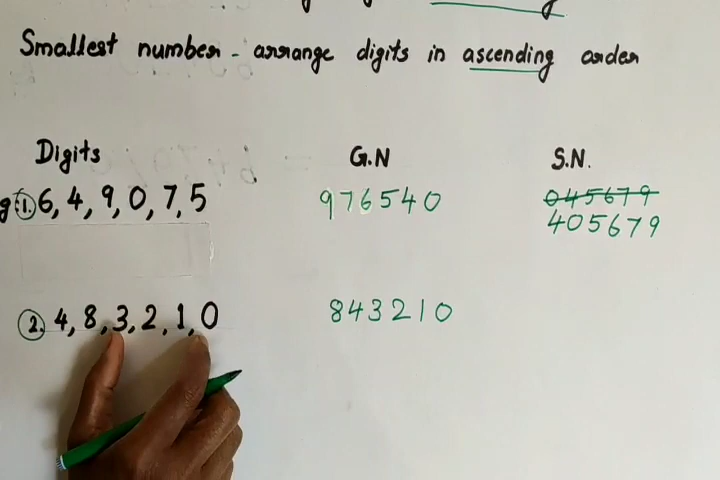 Smallest number - arrange digits in ascending order
Digits G.N S.N.
1. 6, 4, 9, 0, 7, 5 976540 045679
405679
2. 4, 8, 3, 2, 1, 0 843210